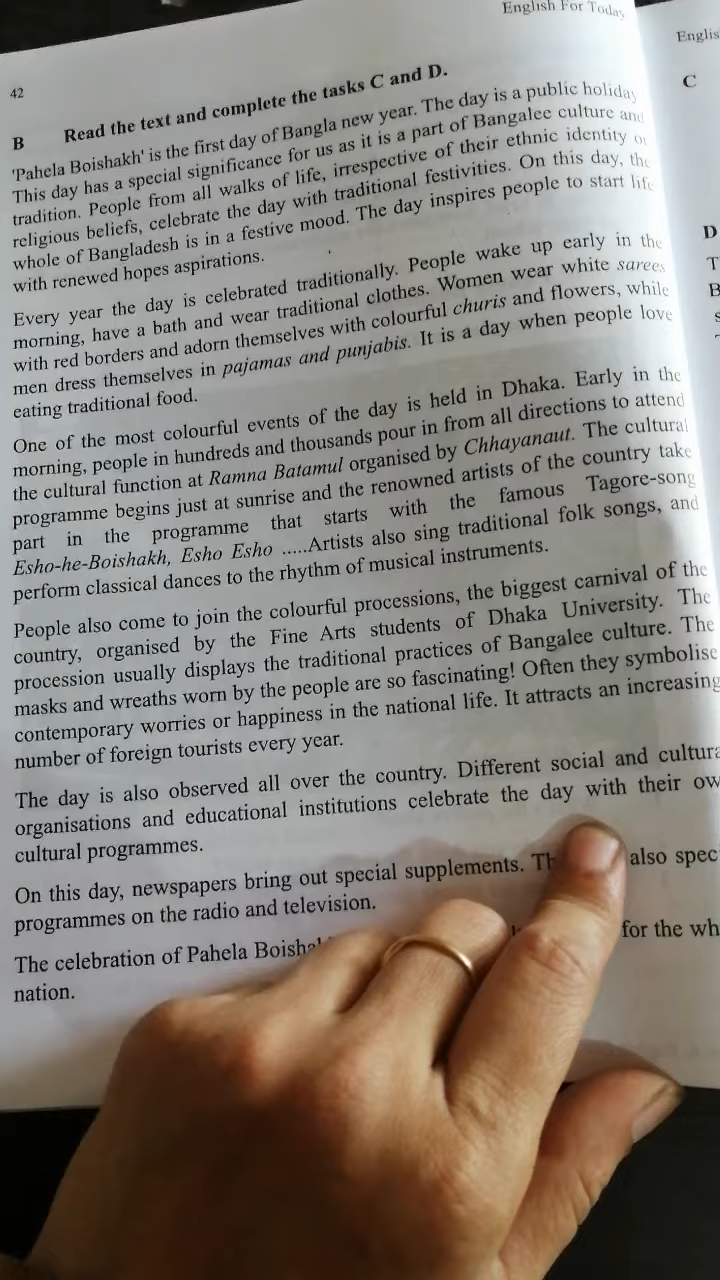 English For Today
42
B Read the text and complete the tasks C and D.
'Pahela Boishakh' is the first day of Bangla new year. The day is a public holiday
This day has a special significance for us as it is a part of Bangalee culture and
tradition. People from all walks of life, irrespective of their ethnic identity or
religious beliefs, celebrate the day with traditional festivities. On this day, the
whole of Bangladesh is in a festive mood. The day inspires people to start life
with renewed hopes aspirations.
Every year the day is celebrated traditionally. People wake up early in the
morning, have a bath and wear traditional clothes. Women wear white sarees
with red borders and adorn themselves with colourful churis and flowers, while
men dress themselves in pajamas and punjabis. It is a day when people love
eating traditional food.
One of the most colourful events of the day is held in Dhaka. Early in the
morning, people in hundreds and thousands pour in from all directions to attend
the cultural function at Ramna Batamul organised by Chhayanaut. The cultural
programme begins just at sunrise and the renowned artists of the country take
part in the programme that starts with the famous Tagore-song
Esho-he-Boishakh, Esho Esho .....Artists also sing traditional folk songs, and
perform classical dances to the rhythm of musical instruments.
People also come to join the colourful processions, the biggest carnival of the
country, organised by the Fine Arts students of Dhaka University. The
procession usually displays the traditional practices of Bangalee culture. The
masks and wreaths worn by the people are so fascinating! Often they symbolise
contemporary worries or happiness in the national life. It attracts an increasing
number of foreign tourists every year.
The day is also observed all over the country. Different social and cultura
organisations and educational institutions celebrate the day with their ow
cultural programmes.
On this day, newspapers bring out special supplements. Th also spec
programmes on the radio and television.
The celebration of Pahela Boisha for the wh
nation.
Englis
C
D
T
B
s